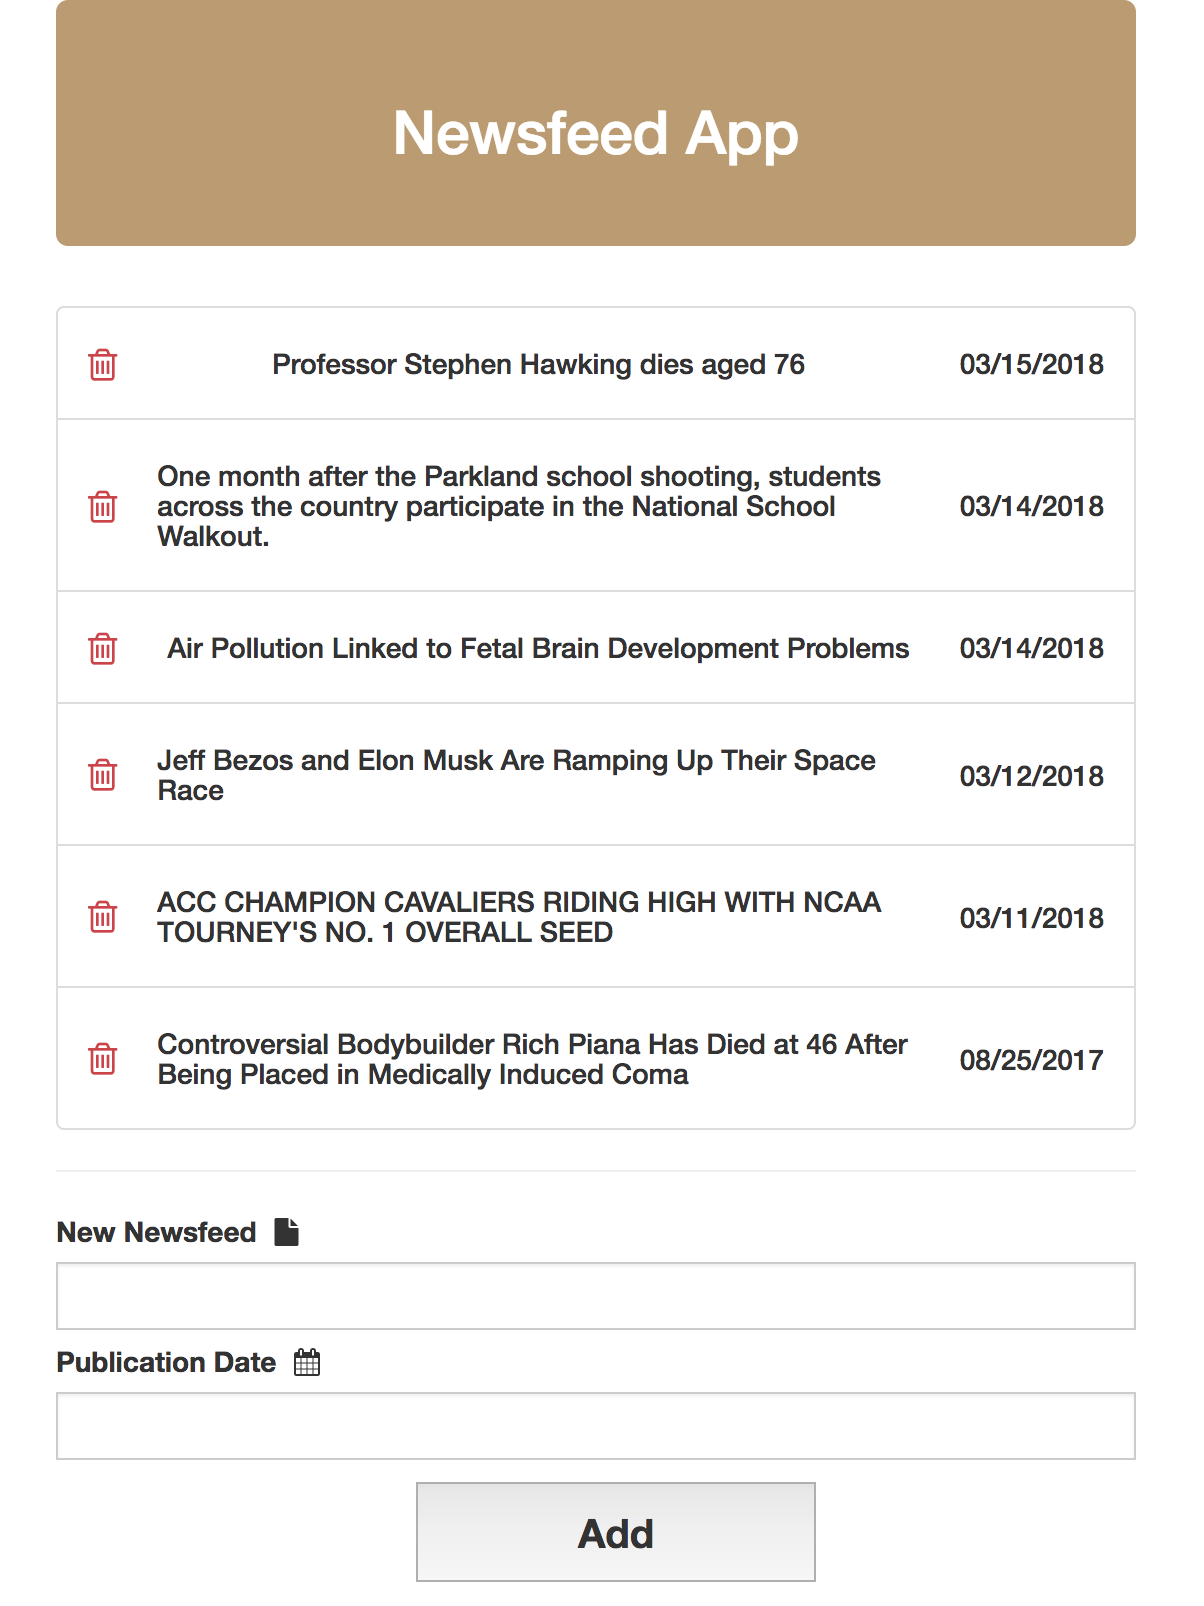 Newsfeed App
Professor Stephen Hawking dies aged 76 03/15/2018
One month after the Parkland school shooting, students
across the country participate in the National School
Walkout.
03/14/2018
Air Pollution Linked to Fetal Brain Development Problems 03/14/2018
Jeff Bezos and Elon Musk Are Ramping Up Their Space
Race
03/12/2018
ACC CHAMPION CAVALIERS RIDING HIGH WITH NCAA
TOURNEY'S NO. 1 OVERALL SEED
03/11/2018
Controversial Bodybuilder Rich Piana Has Died at 46 After
Being Placed in Medically Induced Coma
08/25/2017
New Newsfeed
Publication Date
Add